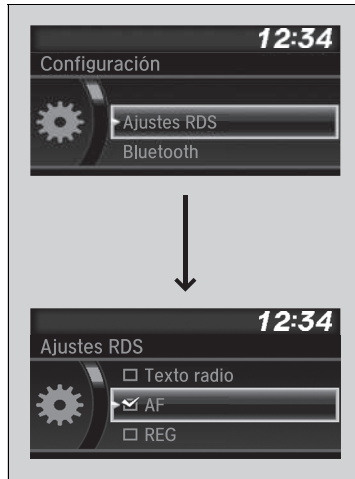 12:34
Configuración
Ajustes RDS
Bluetooth
12:34
Ajustes RDS
Texto radio
AF
REG